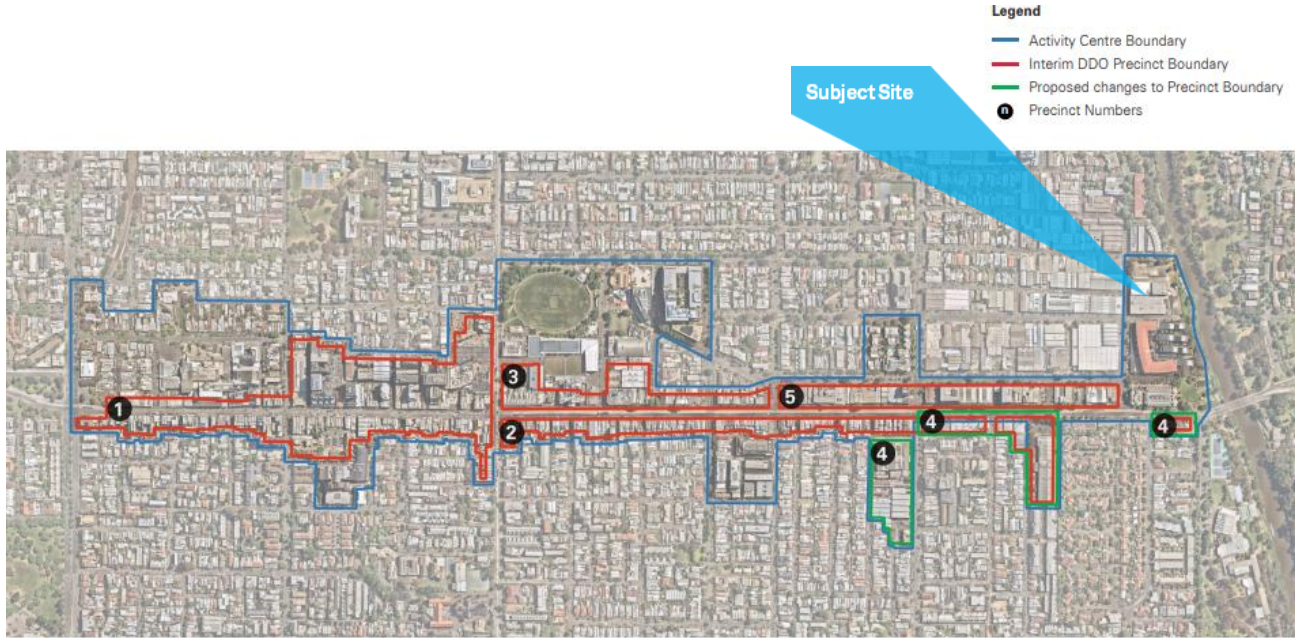 Legend
Activity Centre Boundary
Interim DDO Precinct Boundary
Proposed changes to Precinct Boundary
n Precinct Numbers
Subject Site
3
5
1
2
4
4
4